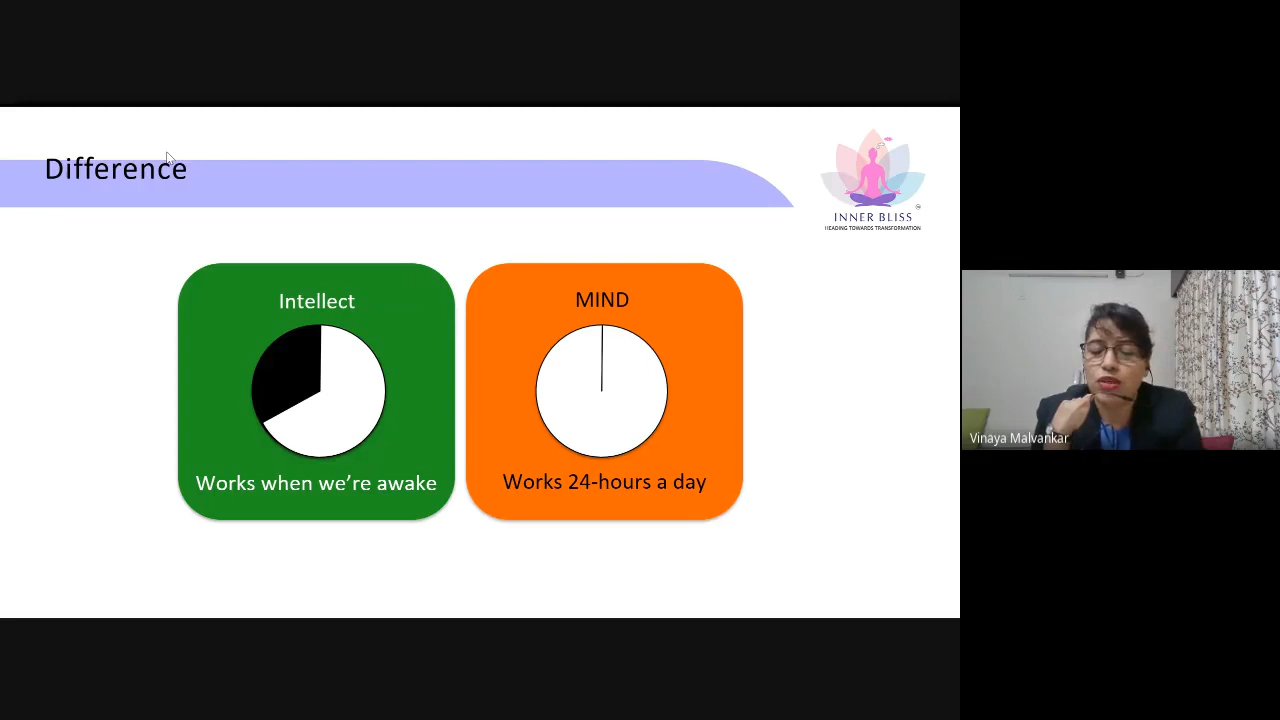 Difference
INNER BLISS
HEADING TOWARDS TRANSFORMATION
Intellect
MIND
Works when we’re awake
Works 24-hours a day
Vinaya Malvankar